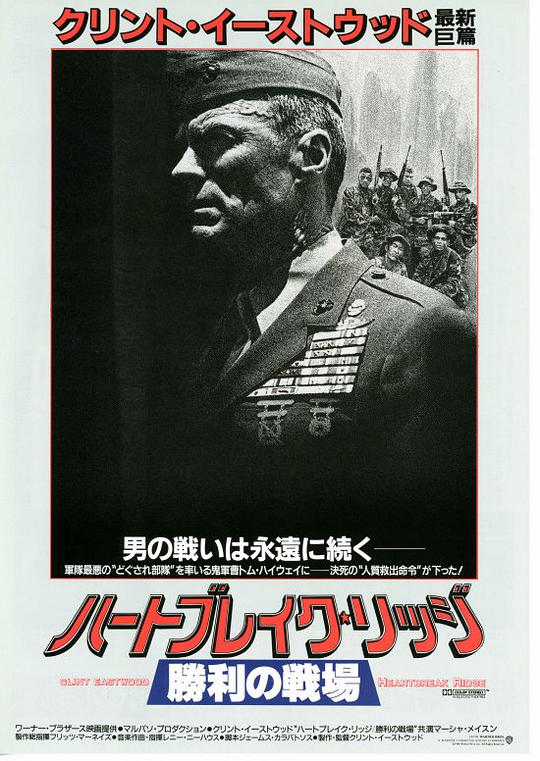 クリント・イーストウッド 最新巨篇
男の戦いは永遠に続く——
軍隊最悪の"どぐされ部隊"を率いる鬼軍曹トム・ハイウェイに——決死の"人質救出命令"が下った!
ハートブレイク★リッジ
CLINT EASTWOOD 勝利の戦場 HEARTBREAK RIDGE
DOLBY STEREO
ワーナー・ブラザース映画提供●マルパソ・プロダクション●クリント・イーストウッド"ハートブレイク・リッジ/勝利の戦場"共演マーシャ・メイスン
製作総指揮フリッツ・マーネイズ●音楽作曲・指揮レニー・ニーハウス●脚本ジェームス・カラバトソス●製作・監督クリント・イーストウッド